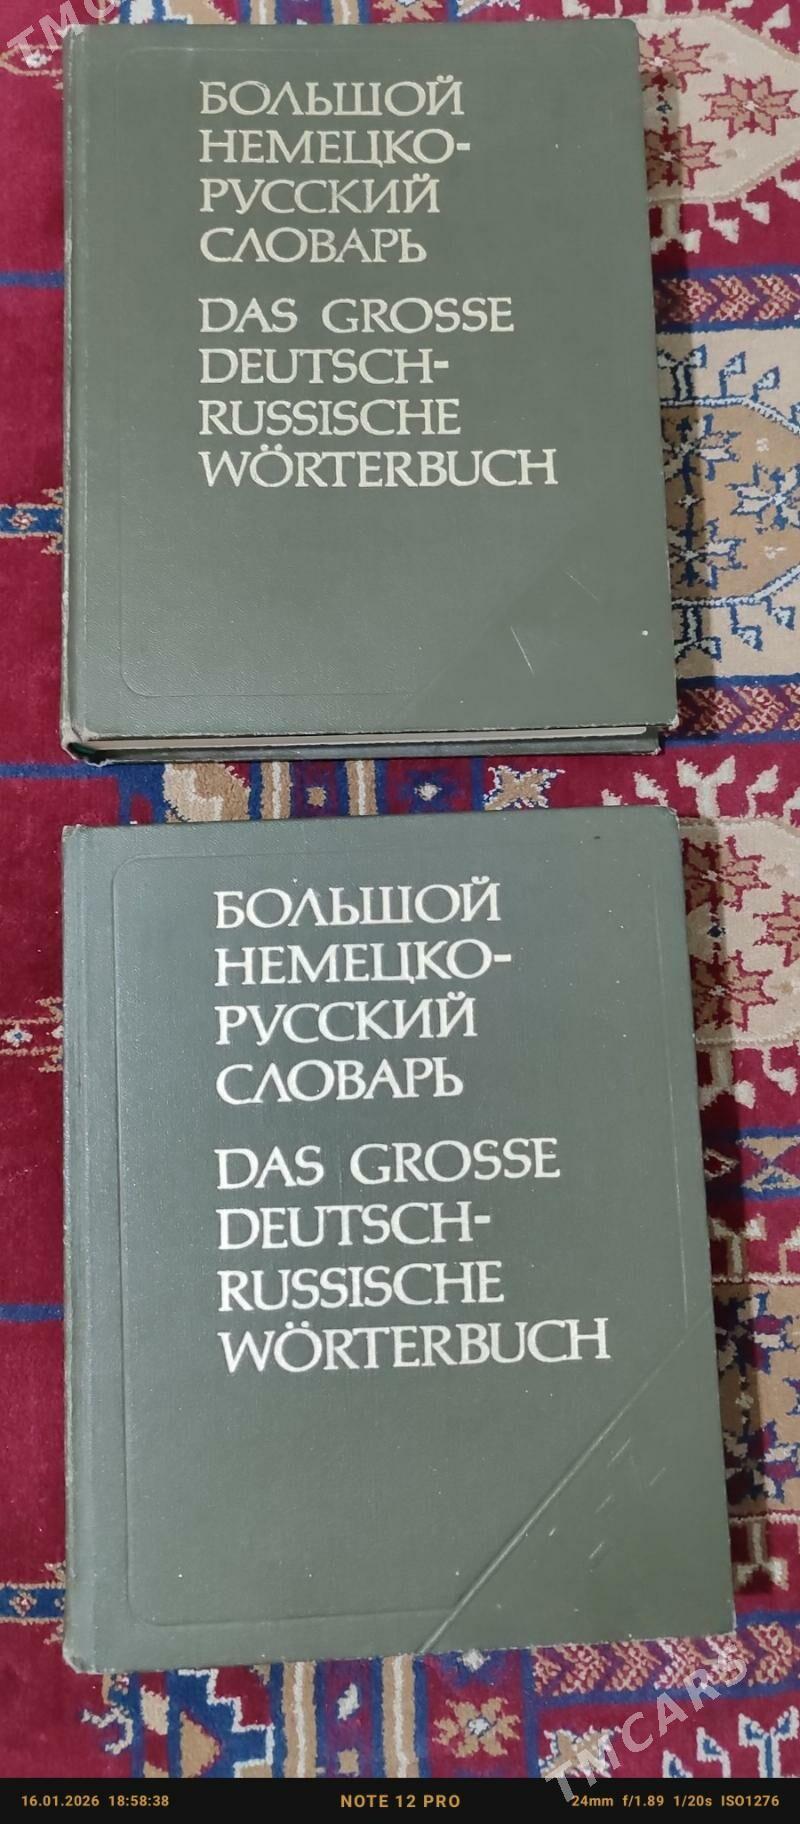 БОЛЬШОЙ
НЕМЕЦКО-
РУССКИЙ
СЛОВАРЬ
DAS GROSSE
DEUTSCH-
RUSSISCHE
WÖRTERBUCH
БОЛЬШОЙ
НЕМЕЦКО-
РУССКИЙ
СЛОВАРЬ
DAS GROSSE
DEUTSCH-
RUSSISCHE
WÖRTERBUCH
TMCARS
16.01.2026 18:58:38 NOTE 12 PRO 24mm f/1.89 1/20s ISO1276